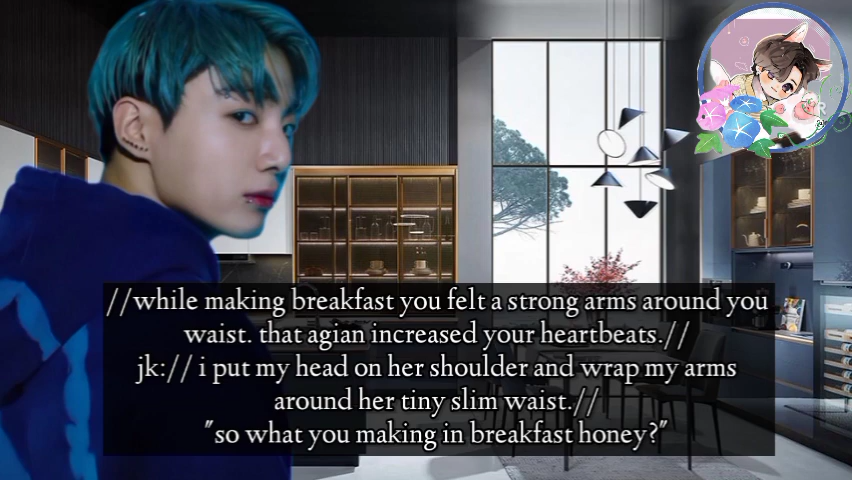 //while making breakfast you felt a strong arms around you
waist. that agian increased your heartbeats.//
jk:// i put my head on her shoulder and wrap my arms
around her tiny slim waist.//
"so what you making in breakfast honey?"